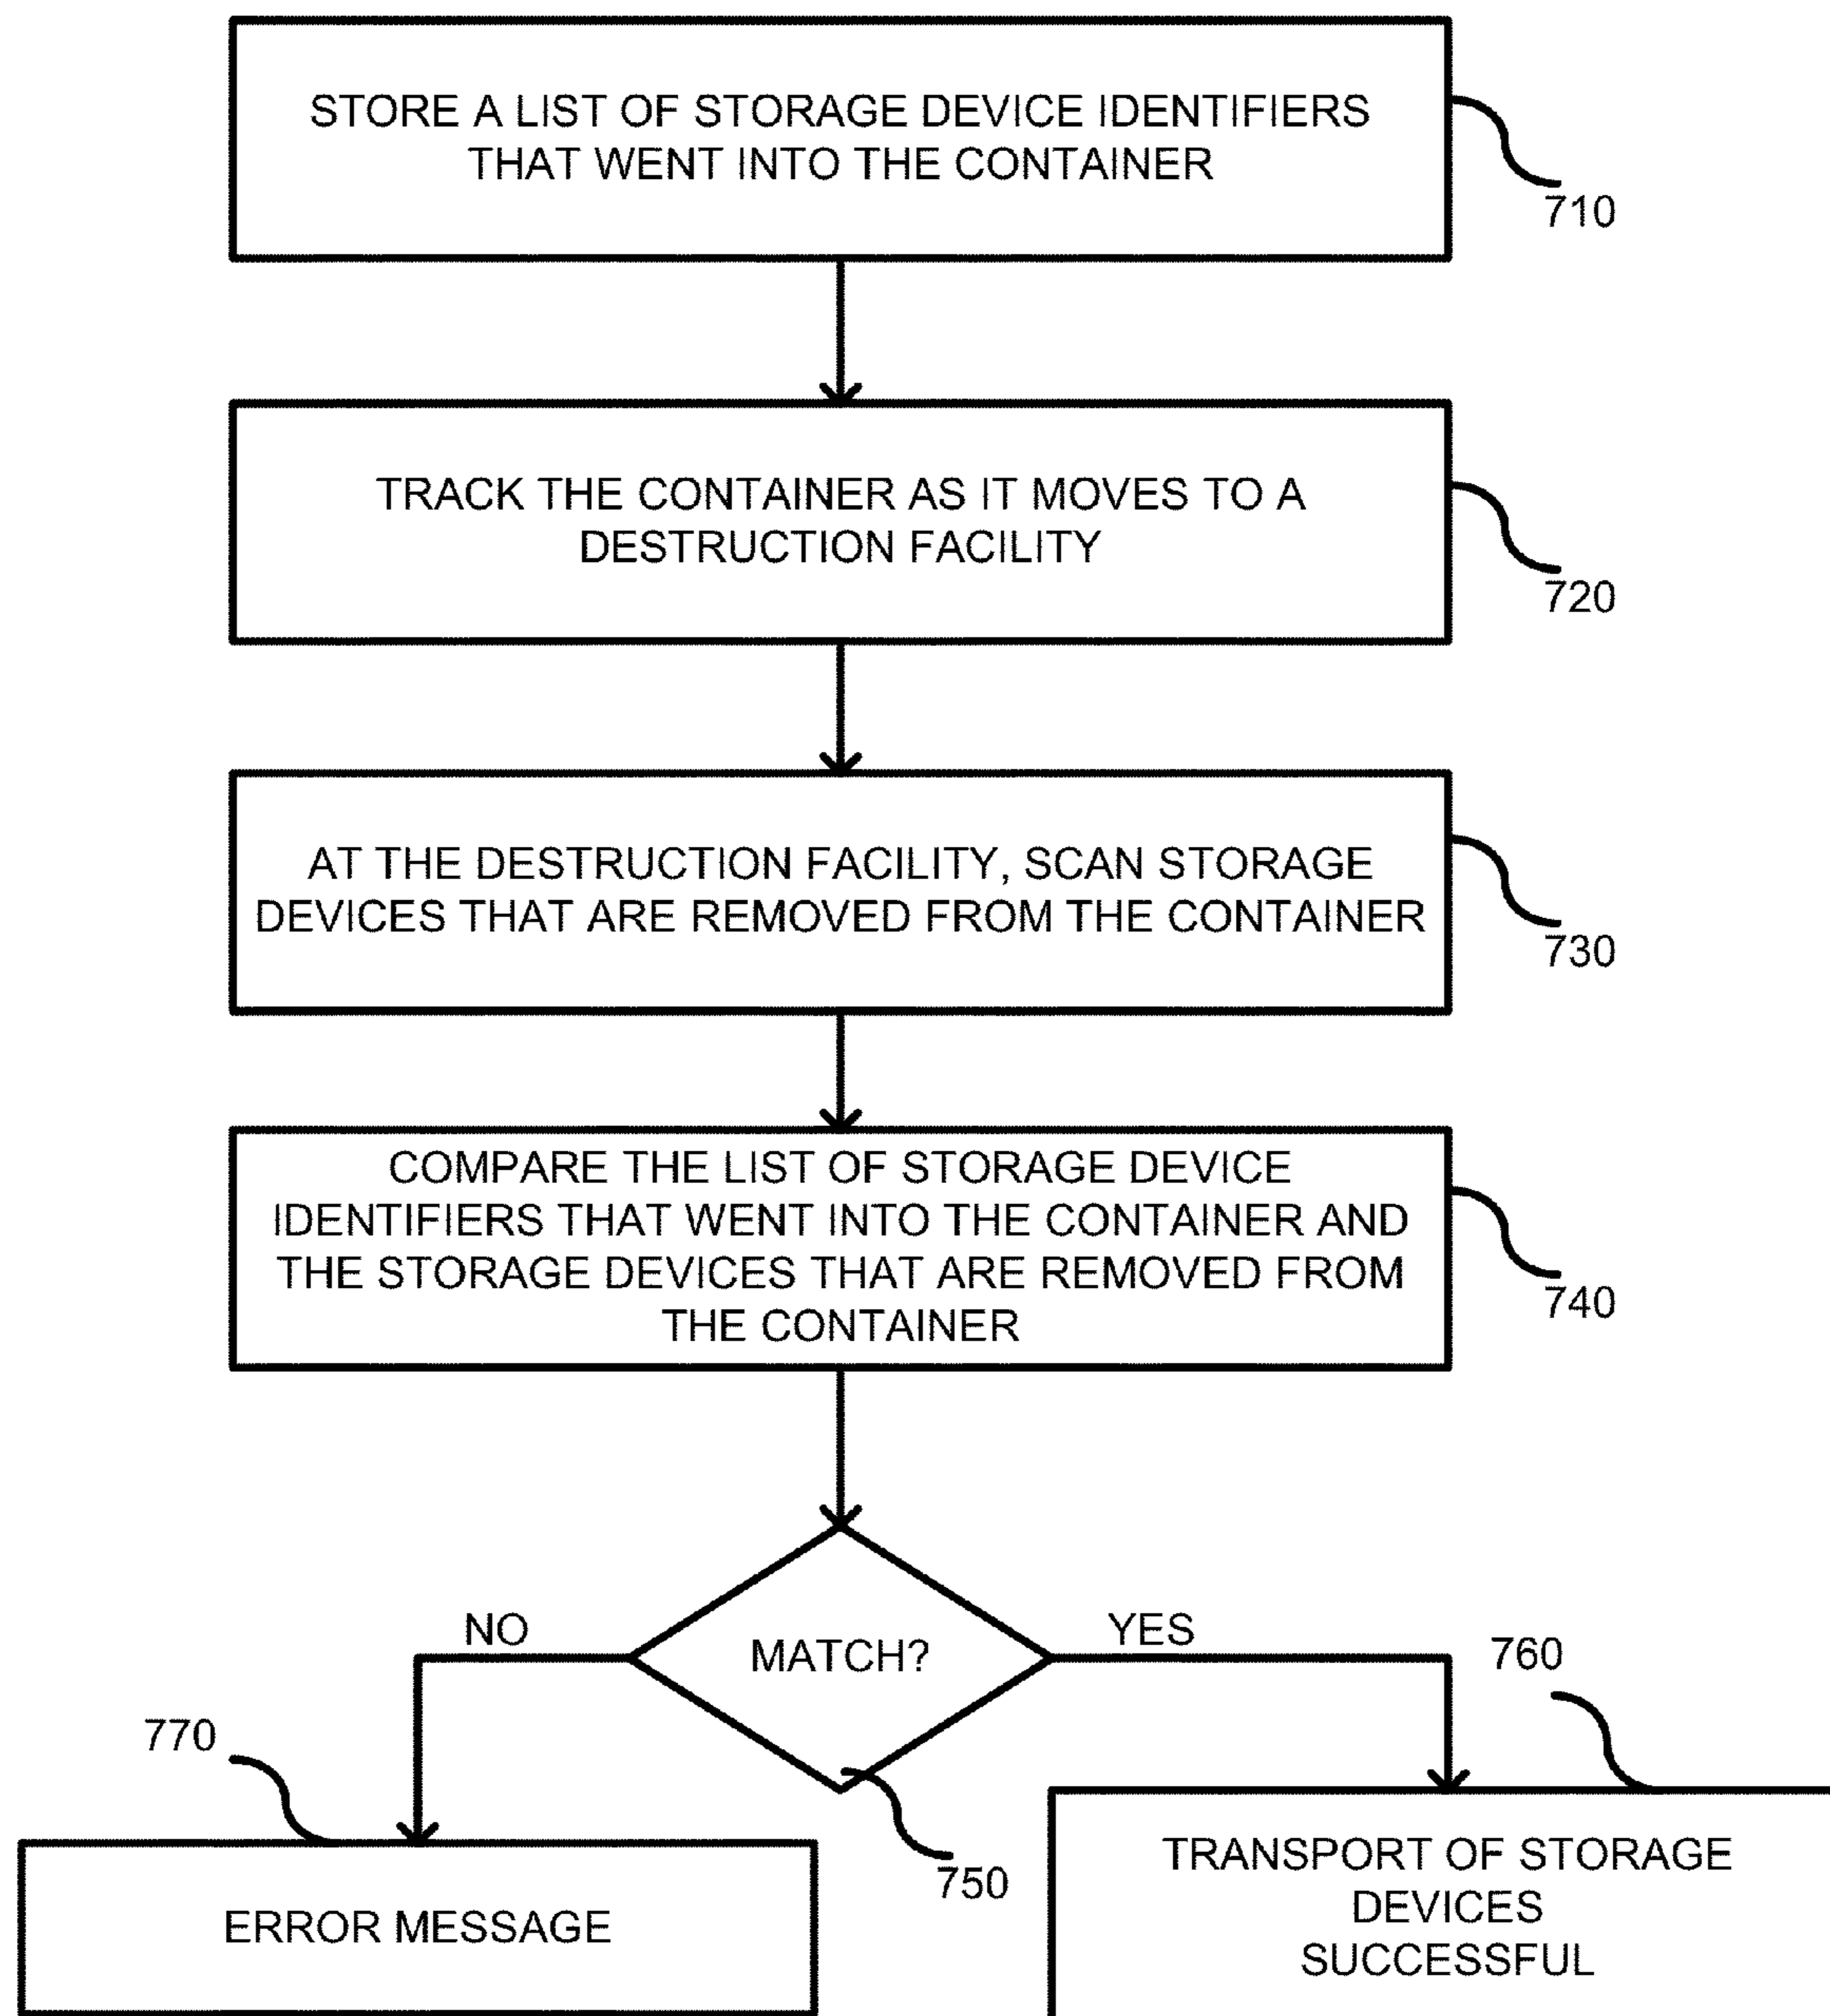 STORE A LIST OF STORAGE DEVICE IDENTIFIERS
THAT WENT INTO THE CONTAINER
710
TRACK THE CONTAINER AS IT MOVES TO A
DESTRUCTION FACILITY
720
AT THE DESTRUCTION FACILITY, SCAN STORAGE
DEVICES THAT ARE REMOVED FROM THE CONTAINER
730
COMPARE THE LIST OF STORAGE DEVICE
IDENTIFIERS THAT WENT INTO THE CONTAINER AND
THE STORAGE DEVICES THAT ARE REMOVED FROM
THE CONTAINER
740
NO
MATCH?
YES
750
770
ERROR MESSAGE
760
TRANSPORT OF STORAGE
DEVICES
SUCCESSFUL